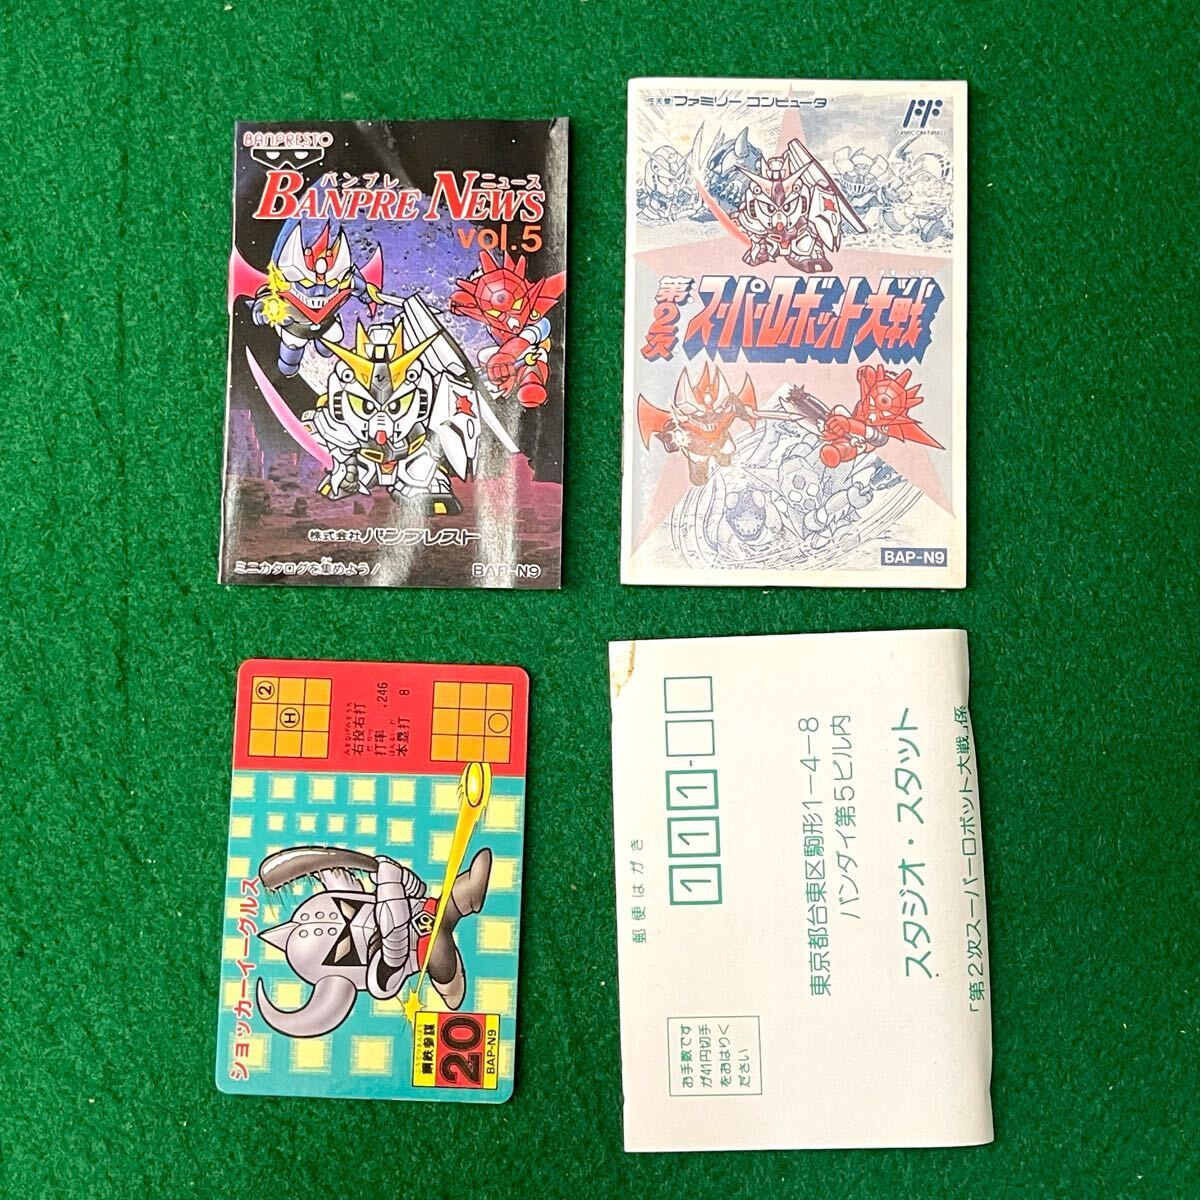 BANPRESTO
バンプレ ニュース
BANPRE NEWS
vol.5
株式会社 バンプレスト
ミニカタログを集めよう!
BAP-N9
任天堂 ファミリーコンピュータ
FF
FAMICOM FAMILY
第2次
スーパーロボット大戦
BAP-N9
②
H
右投右打
打率 .246
本塁打 8
ショッカーイーグルス
鋼鉄参謀
20
BAP-N9
郵便はがき
111-
東京都台東区駒形1-4-8
バンダイ第5ビル内
スタジオ・スタット
「第2次スーパーロボット大戦」係
お手数です
が41円切手
をおはりく
ださい